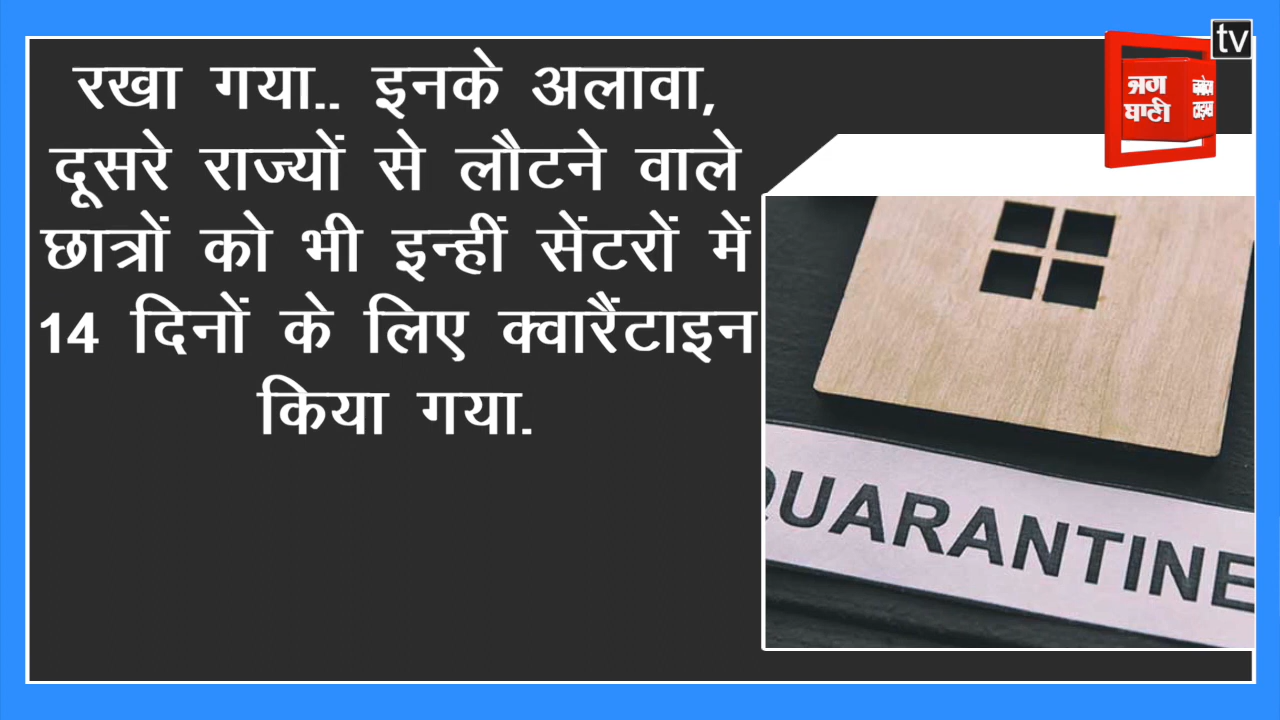 रखा गया.. इनके अलावा,
दूसरे राज्यों से लौटने वाले
छात्रों को भी इन्हीं सेंटरों में
14 दिनों के लिए क्वारैंटाइन
किया गया.
tv
घाटी
QUARANTINE